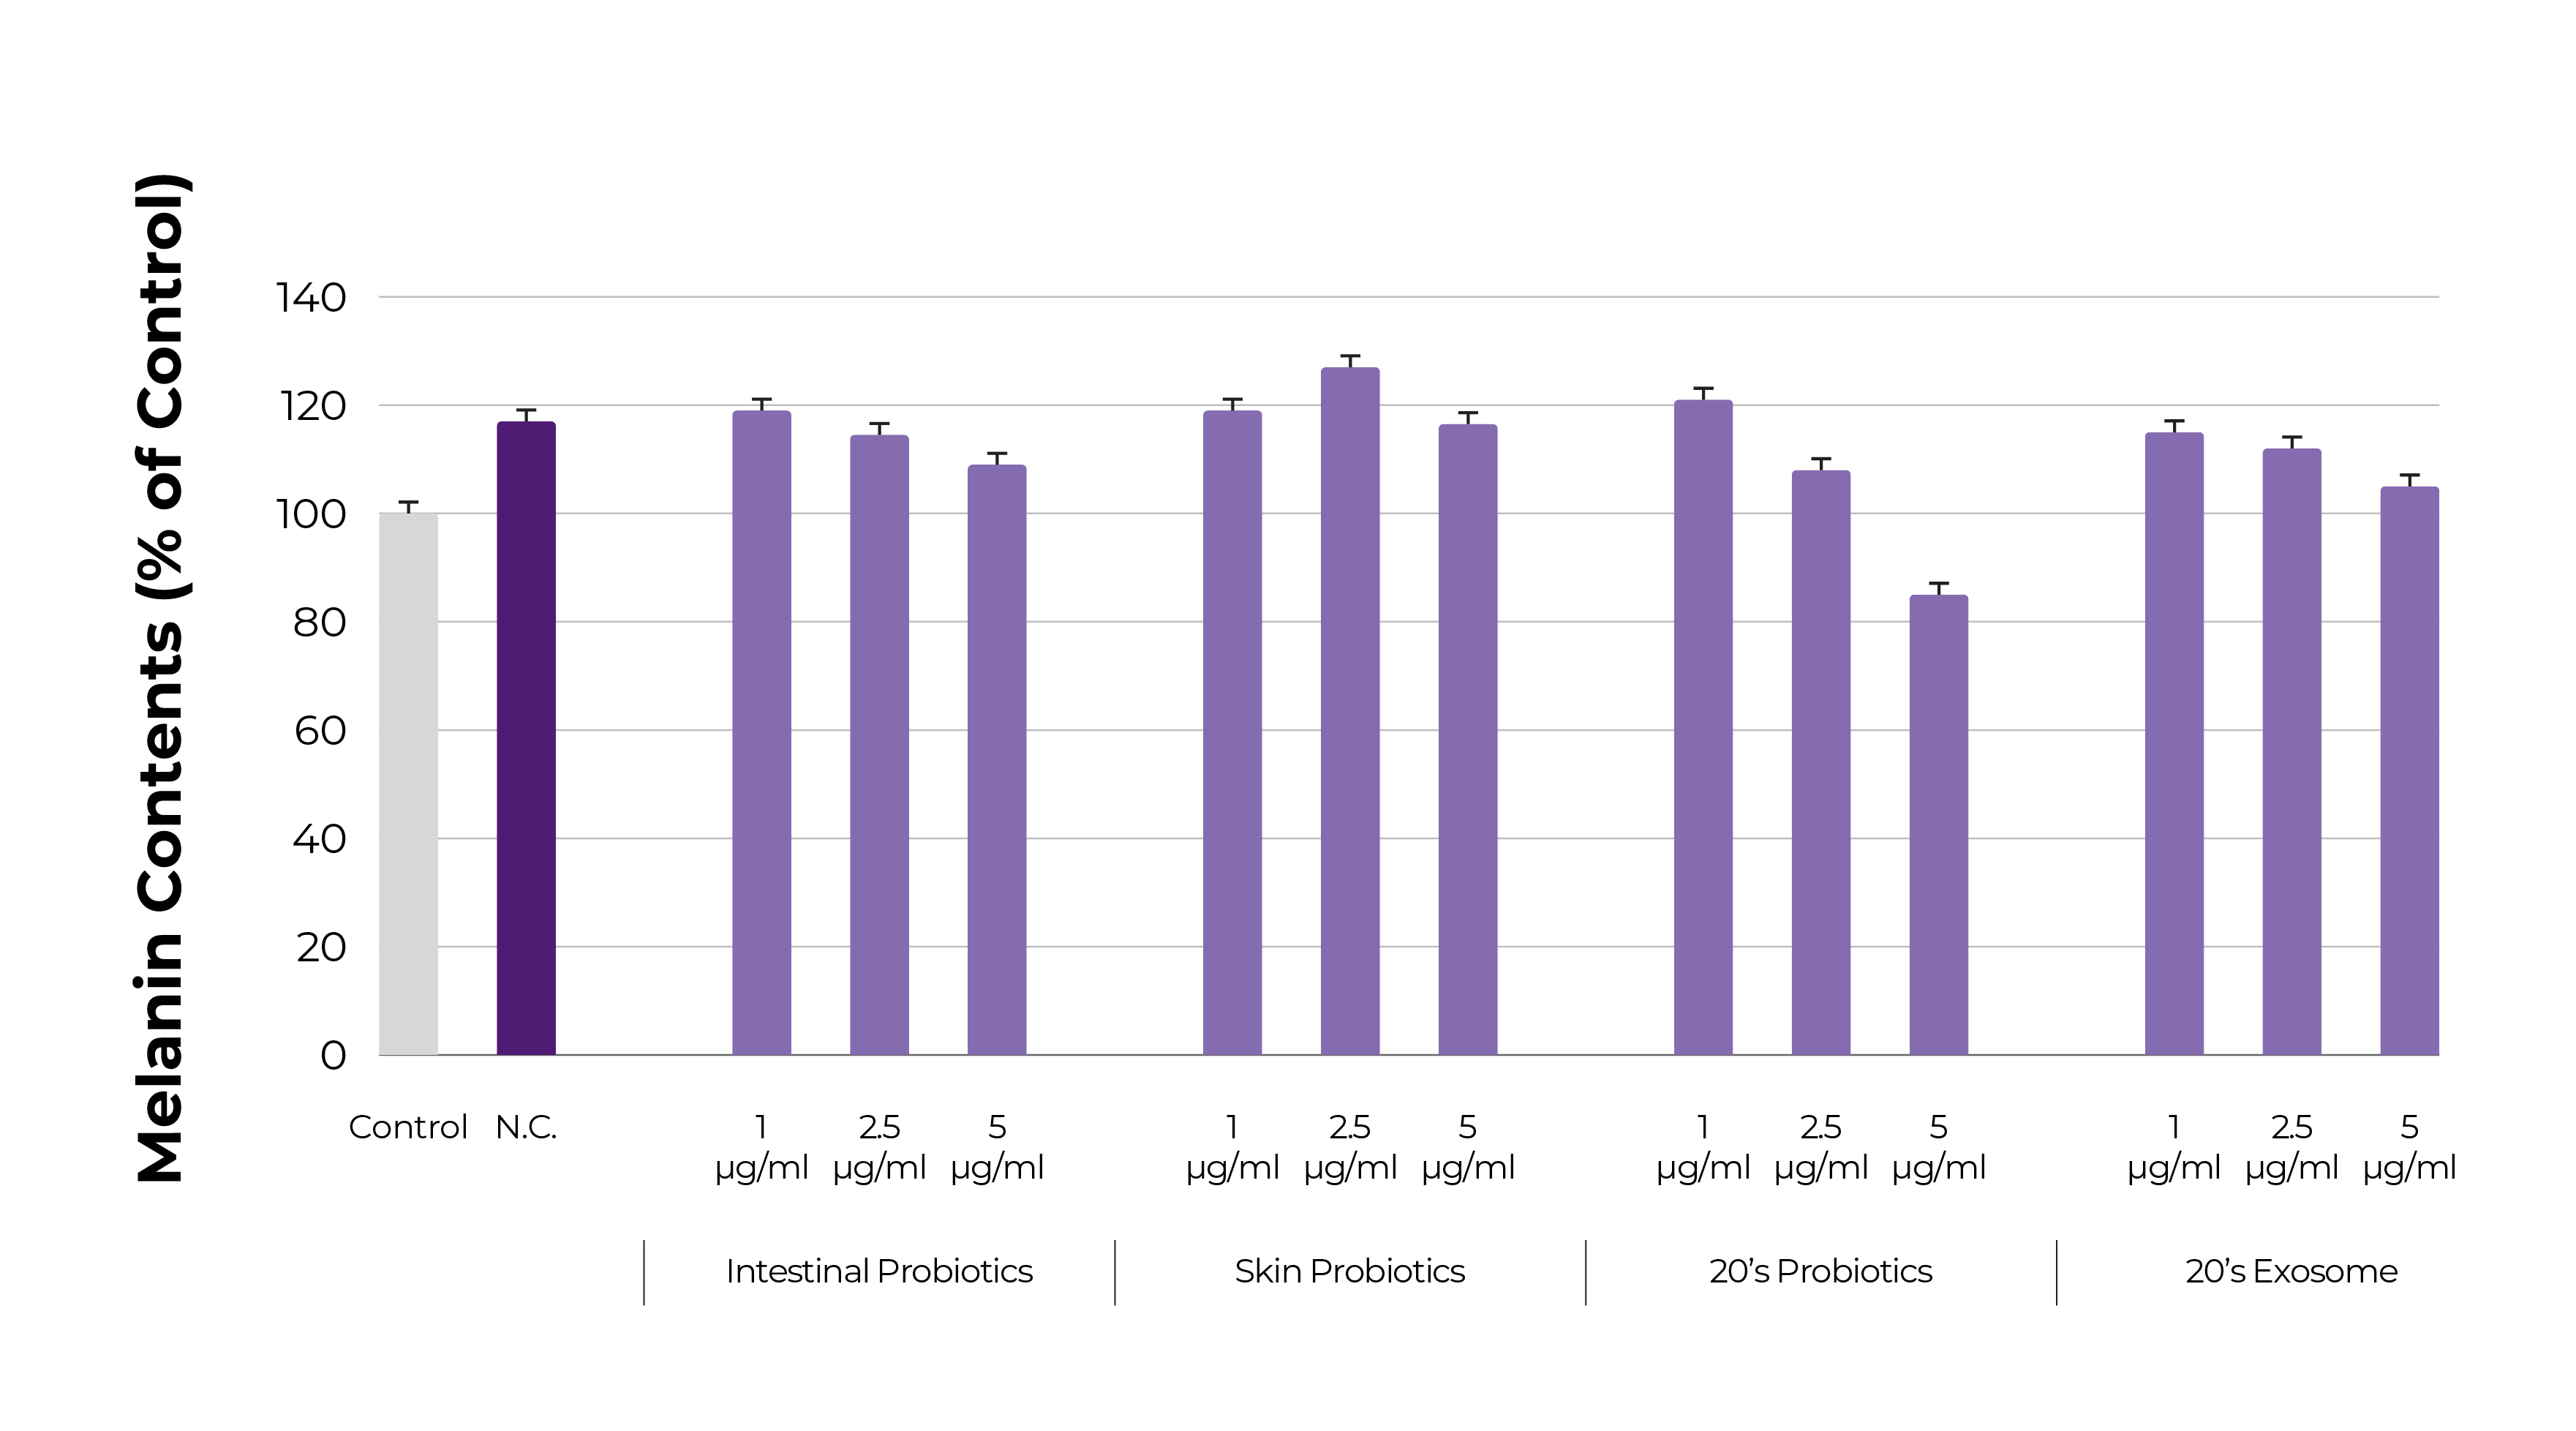 Melanin Contents (% of Control)
140
120
100
80
60
40
20
0
Control N.C. 1 2.5 5 1 2.5 5 1 2.5 5 1 2.5 5
µg/ml µg/ml µg/ml µg/ml µg/ml µg/ml µg/ml µg/ml µg/ml µg/ml µg/ml µg/ml
Intestinal Probiotics Skin Probiotics 20’s Probiotics 20’s Exosome